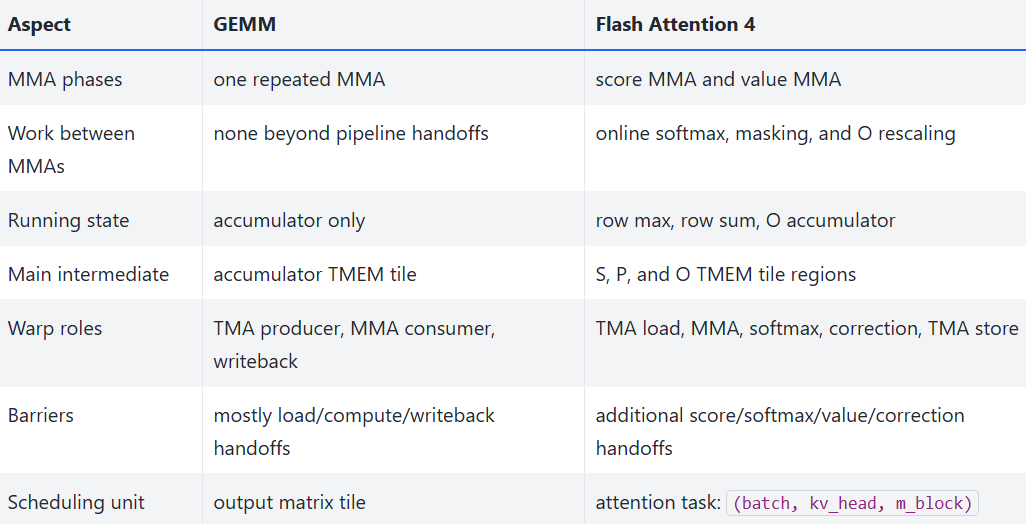 Aspect GEMM Flash Attention 4
MMA phases one repeated MMA score MMA and value MMA
Work between none beyond pipeline handoffs online softmax, masking, and O rescaling
MMAs
Running state accumulator only row max, row sum, O accumulator
Main intermediate accumulator TMEM tile S, P, and O TMEM tile regions
Warp roles TMA producer, MMA consumer, TMA load, MMA, softmax, correction, TMA store
writeback
Barriers mostly load/compute/writeback additional score/softmax/value/correction
handoffs handoffs
Scheduling unit output matrix tile attention task: (batch, kv_head, m_block)